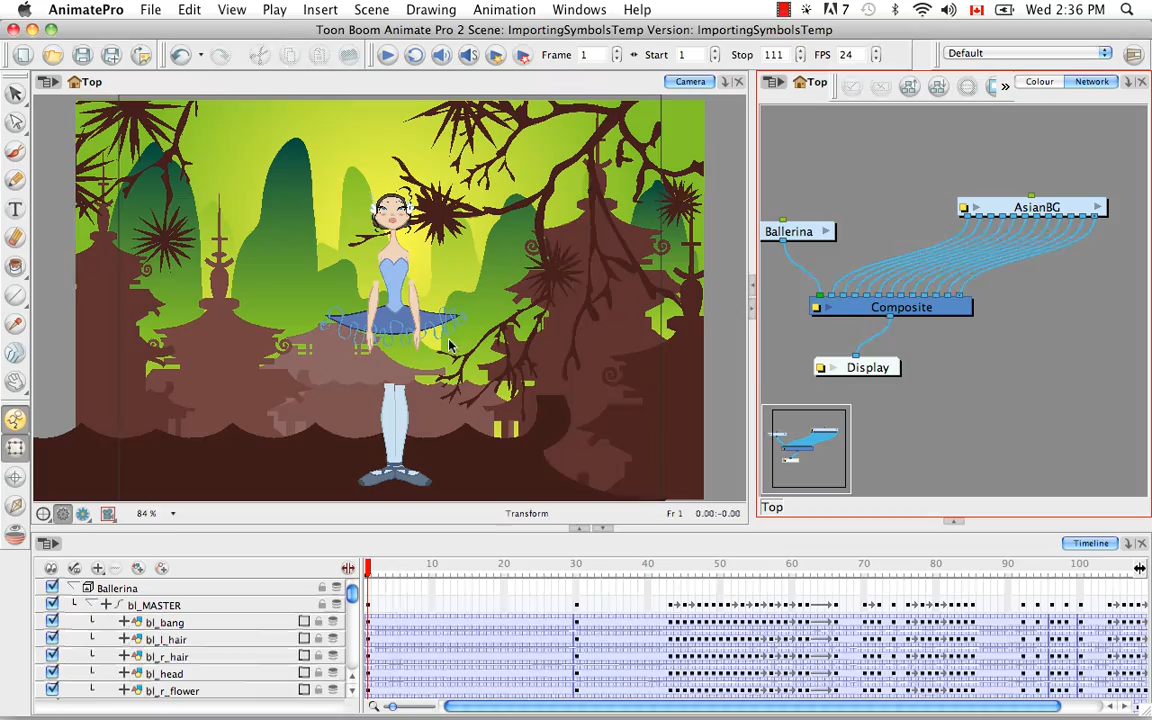 AnimatePro File Edit View Play Insert Scene Drawing Animation Windows Help 7 Wed 2:36 PM
Toon Boom Animate Pro 2 Scene: ImportingSymbolsTemp Version: ImportingSymbolsTemp
Frame 1 Start 1 Stop 111 FPS 24 Default
Top Camera Top Colour Network
AsianBG
Ballerina
Composite
Display
84 % Transform Fr 1 0.00:-0.00 Top
Timeline
10 20 30 40 50 60 70 80 90 100
Ballerina
bl_MASTER
bl_bang
bl_l_hair
bl_r_hair
bl_head
bl_r_flower